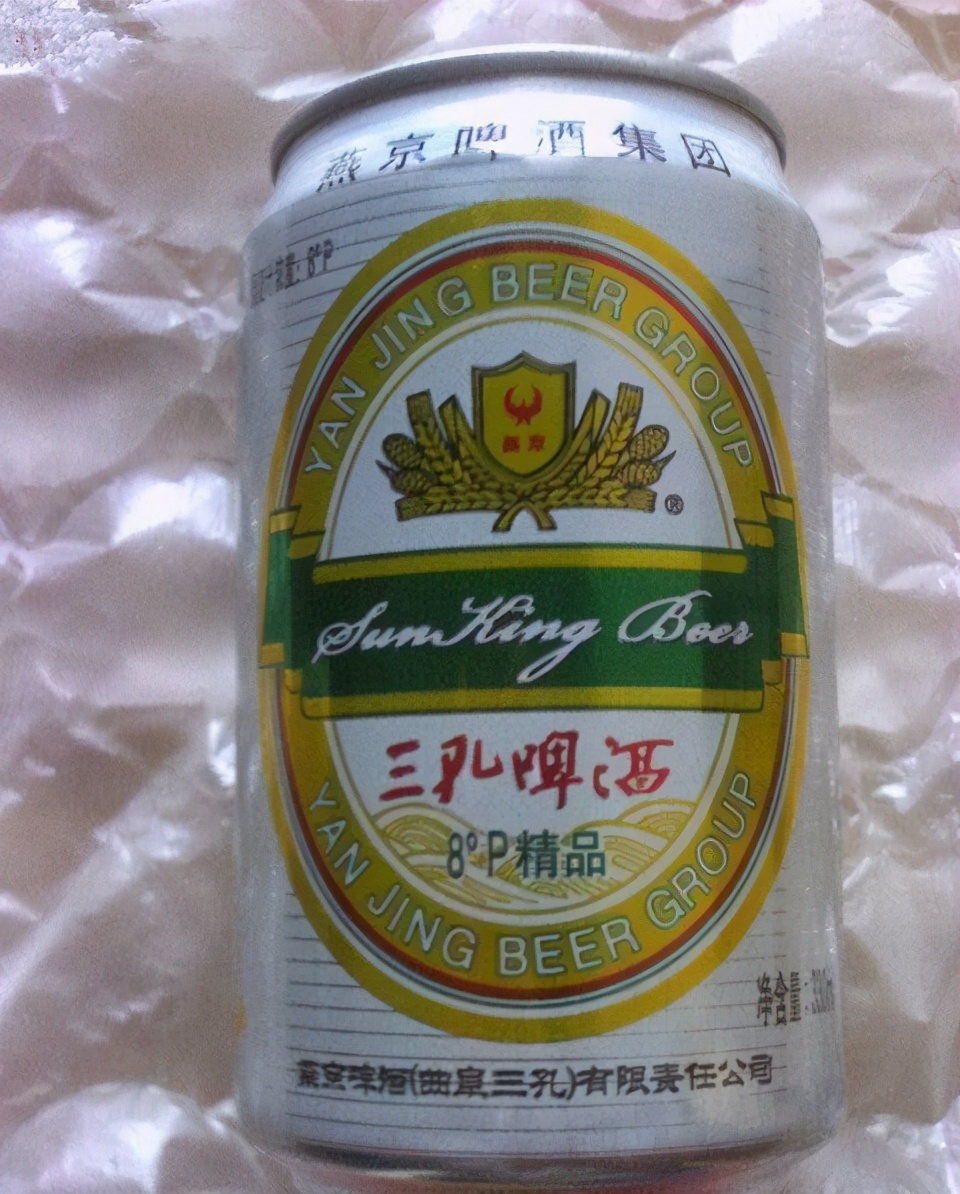 燕京啤酒集团
8°P
YAN JING BEER GROUP
燕京
®
SunKing Beer
三孔啤酒
8°P精品
YAN JING BEER GROUP
燕京啤酒(曲阜三孔)有限责任公司